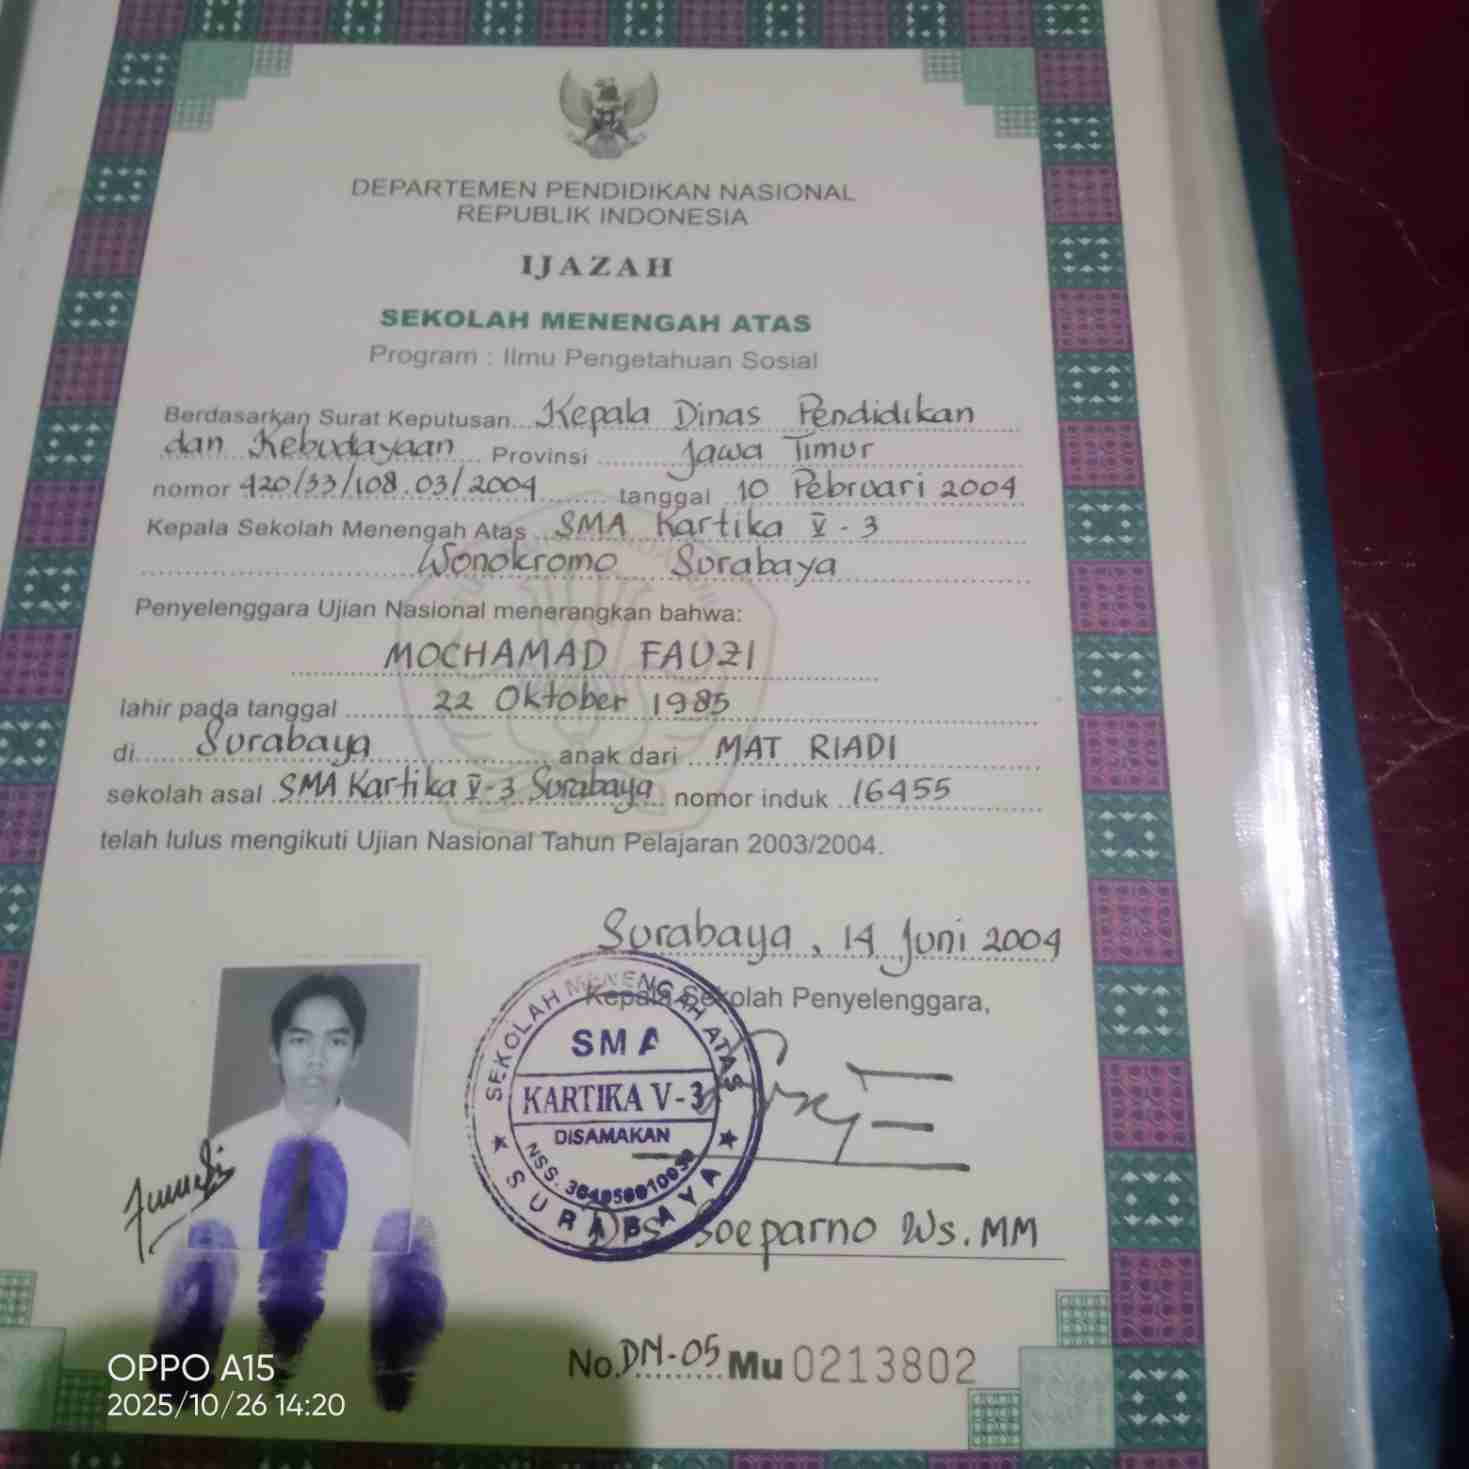 DEPARTEMEN PENDIDIKAN NASIONAL
REPUBLIK INDONESIA
IJAZAH
SEKOLAH MENENGAH ATAS
Program : Ilmu Pengetahuan Sosial
Berdasarkan Surat Keputusan Kepala Dinas Pendidikan
dan Kebudayaan Provinsi Jawa Timur
nomor 420/33/108.03/2004 tanggal 10 Pebruari 2004
Kepala Sekolah Menengah Atas SMA Kartika V - 3
Wonokromo Surabaya
Penyelenggara Ujian Nasional menerangkan bahwa:
MOCHAMAD FAUZI
lahir pada tanggal 22 Oktober 1985
di Surabaya anak dari MAT RIADI
sekolah asal SMA Kartika V-3 Surabaya nomor induk 16455
telah lulus mengikuti Ujian Nasional Tahun Pelajaran 2003/2004.
Surabaya, 14 Juni 2004
Kepala Sekolah Penyelenggara,
SEKOLAH MENENGAH ATAS
SMA
KARTIKA V-3
DISAMAKAN
NSS.
SURABAYA
Soeparno Ws. MM
No. DN-05 Mu 0213802
OPPO A15
2025/10/26 14:20